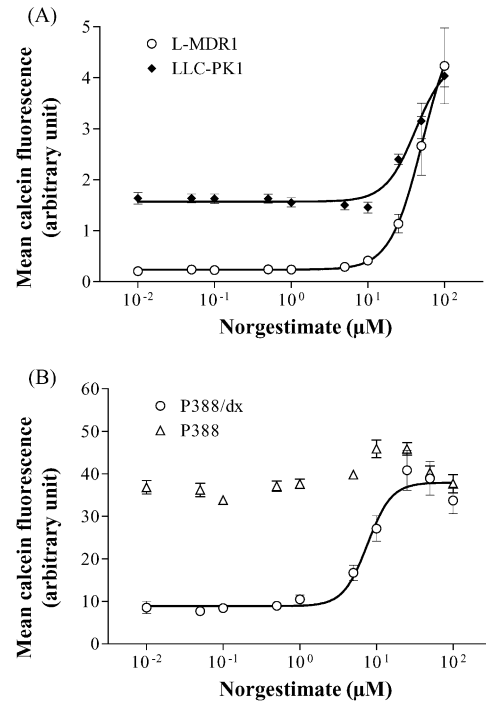 (A)
5
4
3
2
1
0
L-MDR1
LLC-PK1
Mean calcein fluorescence
(arbitrary unit)
10-2
10-1
100
101
102
Norgestimate (µM)
(B)
60
50
40
30
20
10
0
P388/dx
P388
Mean calcein fluorescence
(arbitrary unit)
10-2
10-1
100
101
102
Norgestimate (µM)